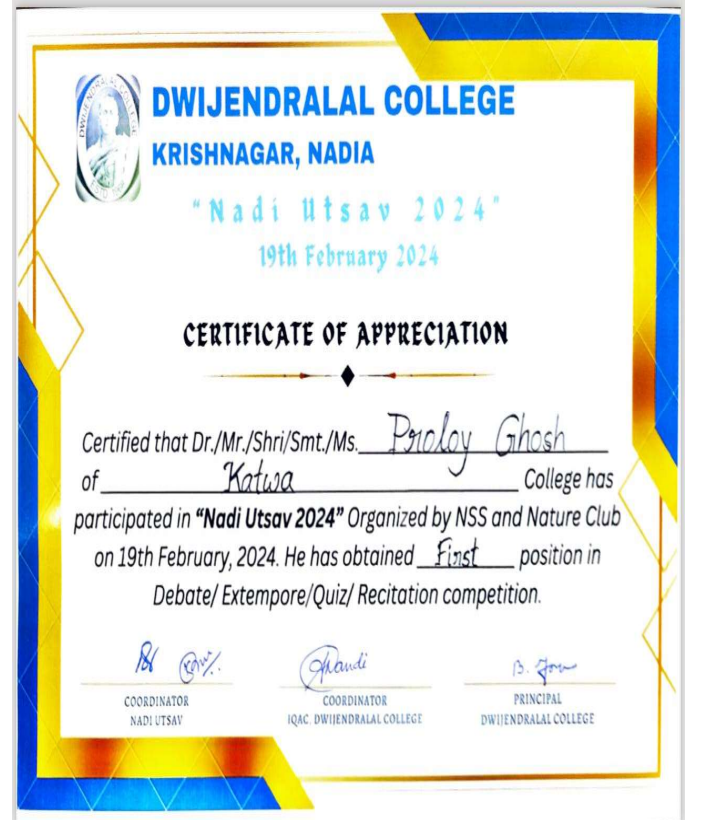 DWIJENDRALAL COLLEGE
KRISHNAGAR, NADIA
"Nadi Utsav 2024"
19th February 2024
CERTIFICATE OF APPRECIATION
Certified that Dr./Mr./Shri/Smt./Ms. Proloy Ghosh
of Katwa College has
participated in "Nadi Utsav 2024" Organized by NSS and Nature Club
on 19th February, 2024. He has obtained First position in
Debate/ Extempore/Quiz/ Recitation competition.
COORDINATOR
NADI UTSAV
COORDINATOR
IQAC, DWIJENDRALAL COLLEGE
PRINCIPAL
DWIJENDRALAL COLLEGE